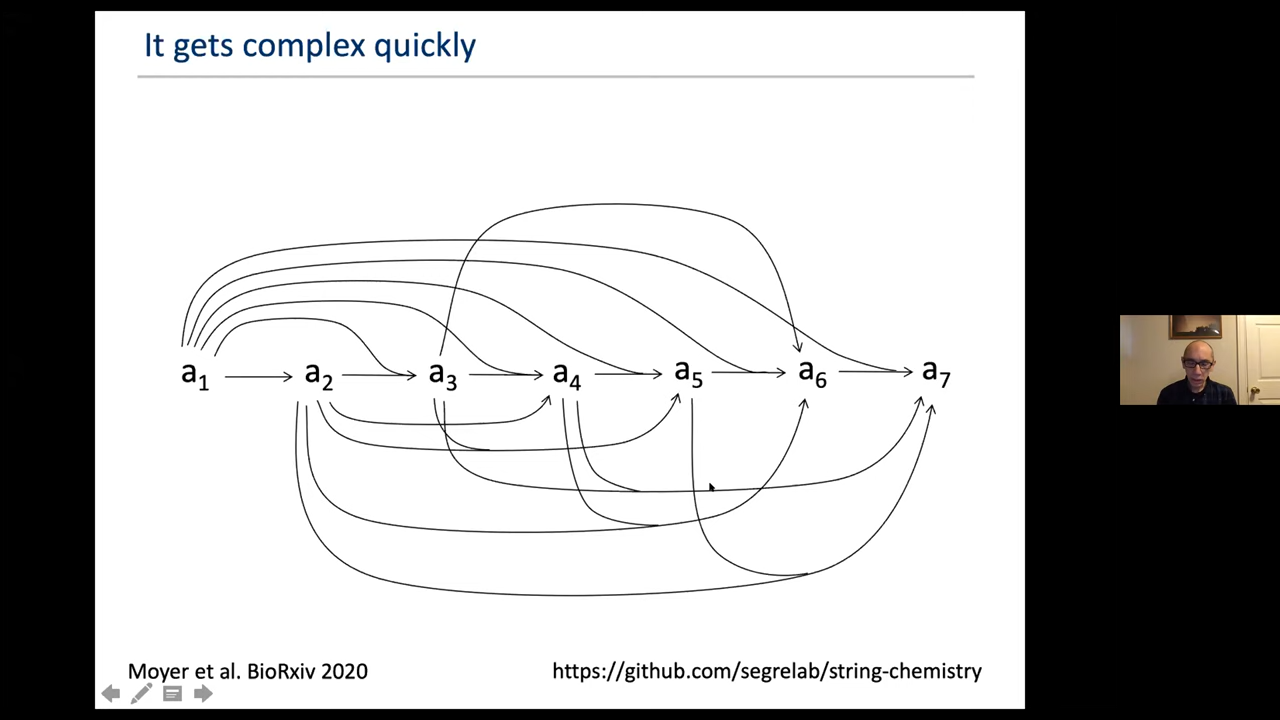 It gets complex quickly
a₁ a₂ a₃ a₄ a₅ a₆ a₇
Moyer et al. BioRxiv 2020 https://github.com/segrelab/string-chemistry